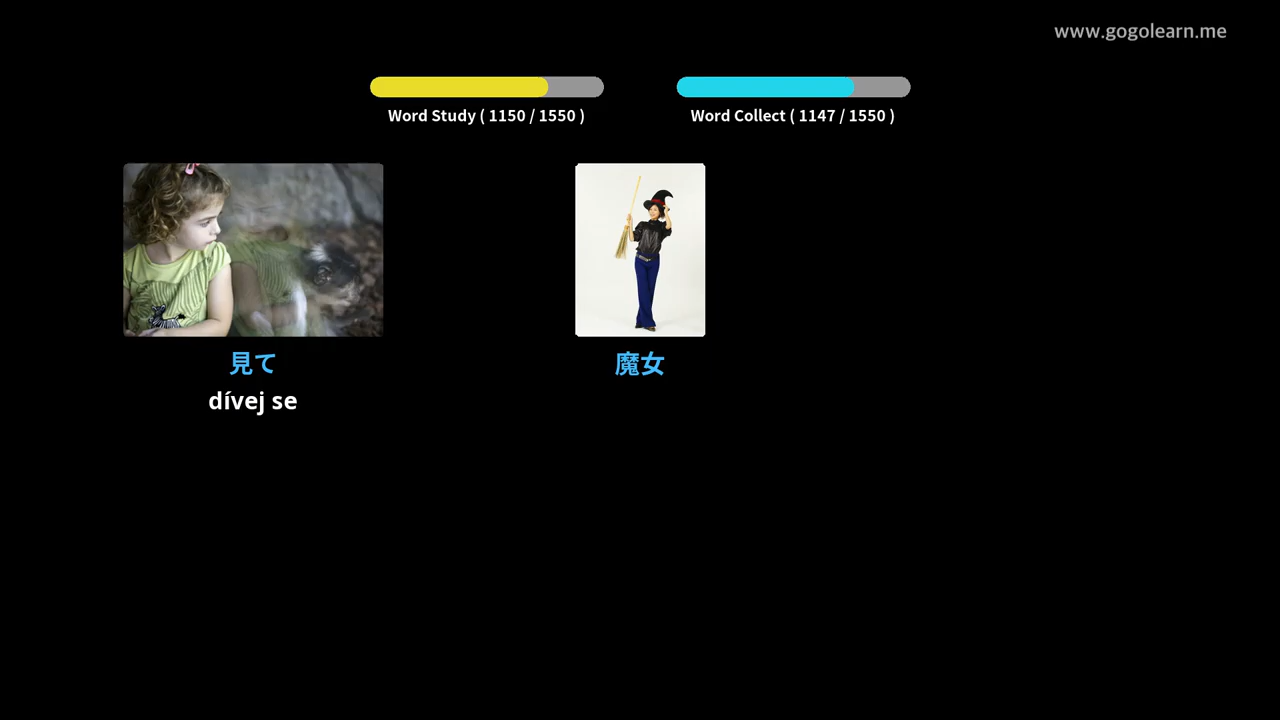 www.gogolearn.me
Word Study ( 1150 / 1550 )
Word Collect ( 1147 / 1550 )
見て
dívej se
魔女